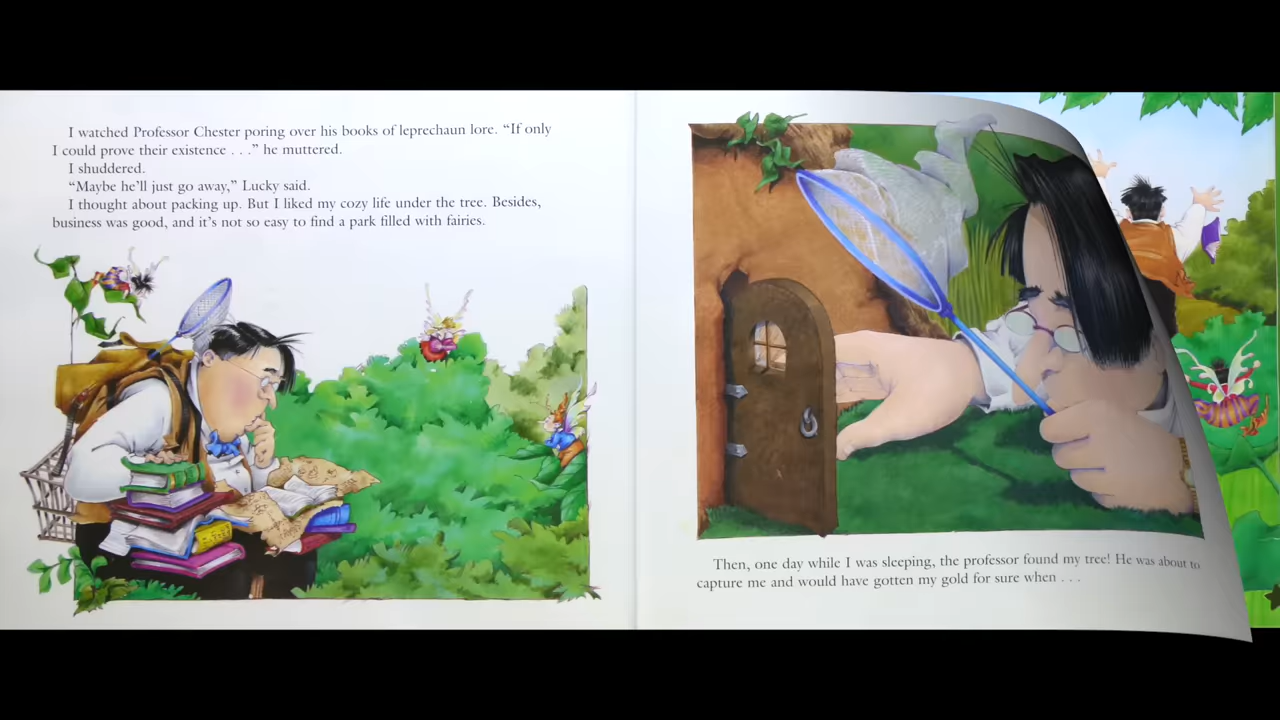 I watched Professor Chester poring over his books of leprechaun lore. “If only
I could prove their existence . . .” he muttered.
I shuddered.
“Maybe he’ll just go away,” Lucky said.
I thought about packing up. But I liked my cozy life under the tree. Besides,
business was good, and it’s not so easy to find a park filled with fairies.
Then, one day while I was sleeping, the professor found my tree! He was about to
capture me and would have gotten my gold for sure when . . .